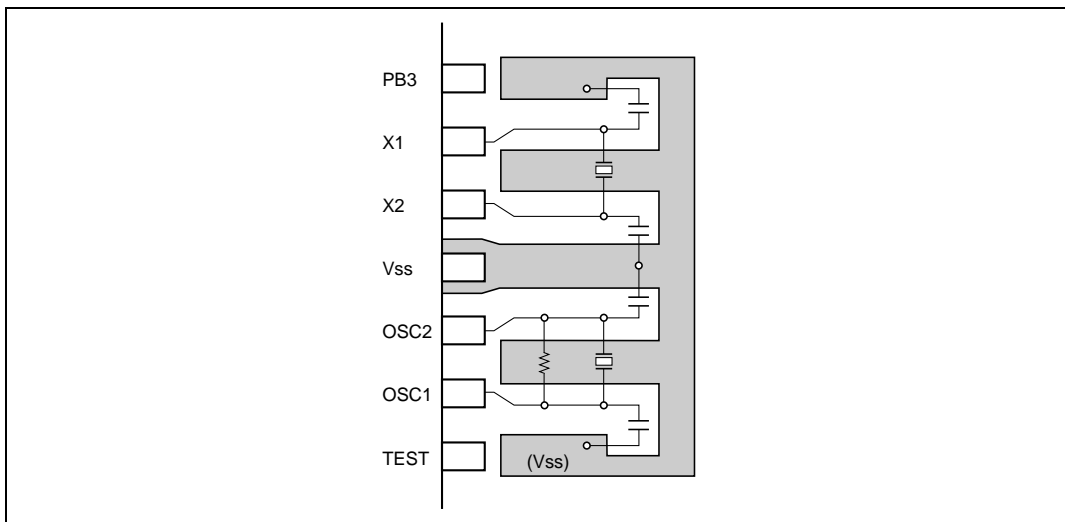 PB3
X1
X2
Vss
OSC2
OSC1
TEST
(Vss)